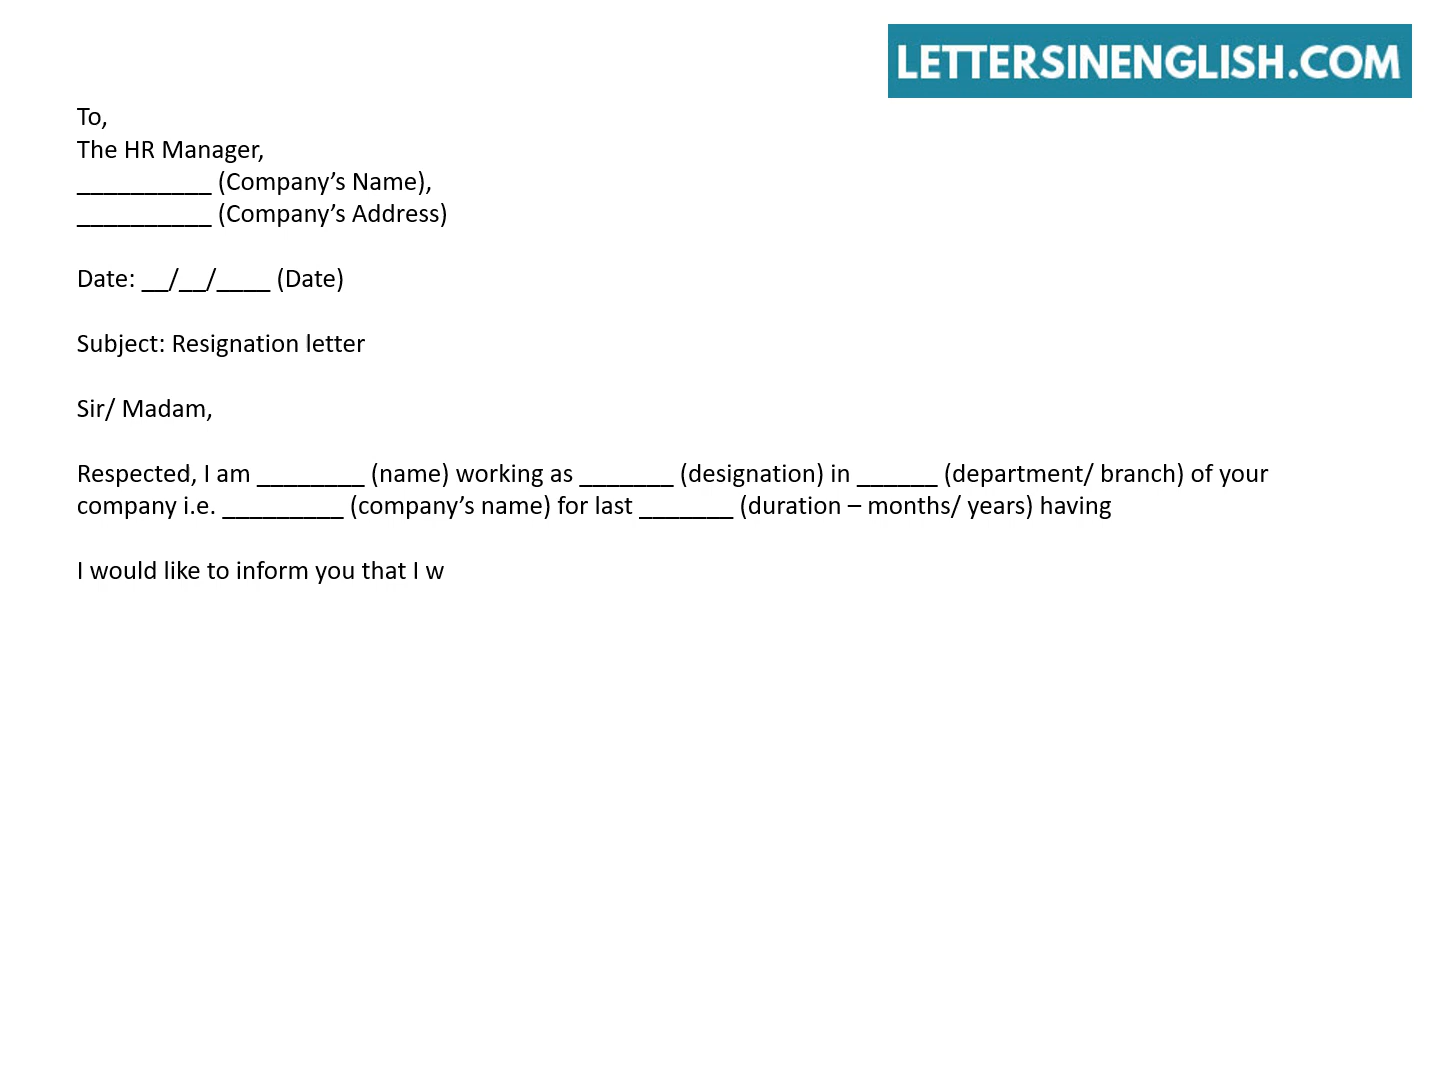 LETTERSINENGLISH.COM
To,
The HR Manager,
__________ (Company’s Name),
__________ (Company’s Address)
Date: __/__/____ (Date)
Subject: Resignation letter
Sir/ Madam,
Respected, I am ________ (name) working as _______ (designation) in ______ (department/ branch) of your
company i.e. _________ (company’s name) for last _______ (duration – months/ years) having
I would like to inform you that I w